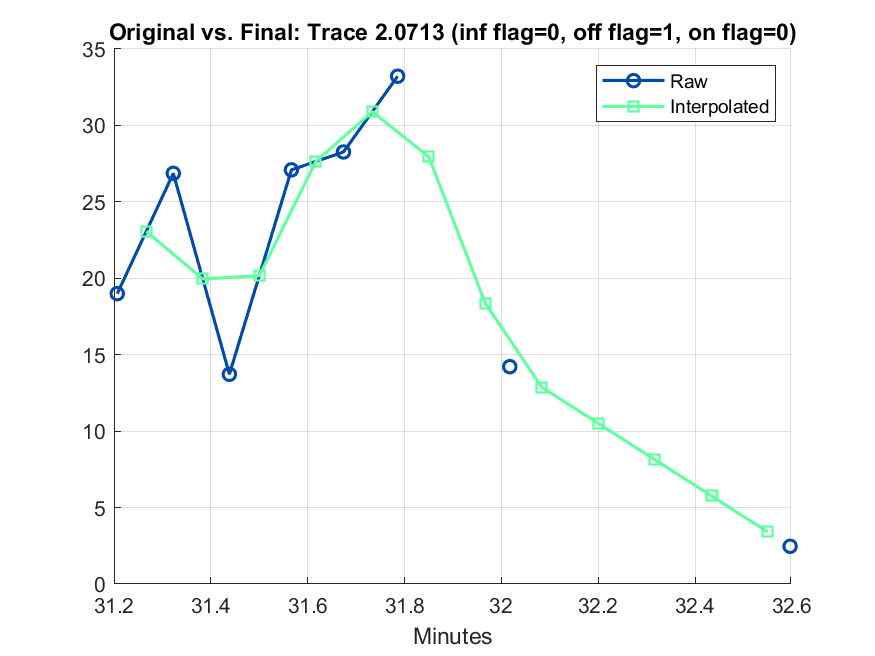 Original vs. Final: Trace 2.0713 (inf flag=0, off flag=1, on flag=0)
35
30
25
20
15
10
5
0
Raw
Interpolated
31.2 31.4 31.6 31.8 32 32.2 32.4 32.6
Minutes